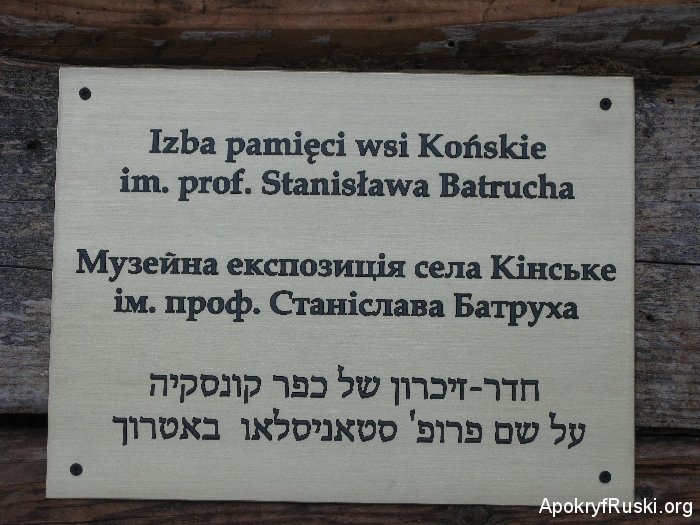 Izba pamięci wsi Końskie
im. prof. Stanisława Batrucha
Музейна експозиція села Кінське
ім. проф. Станіслава Батруха
חדר-זיכרון של כפר קונסקיה
על שם פרופ' סטאניסלאו באטרוך
ApokryfRuski.org